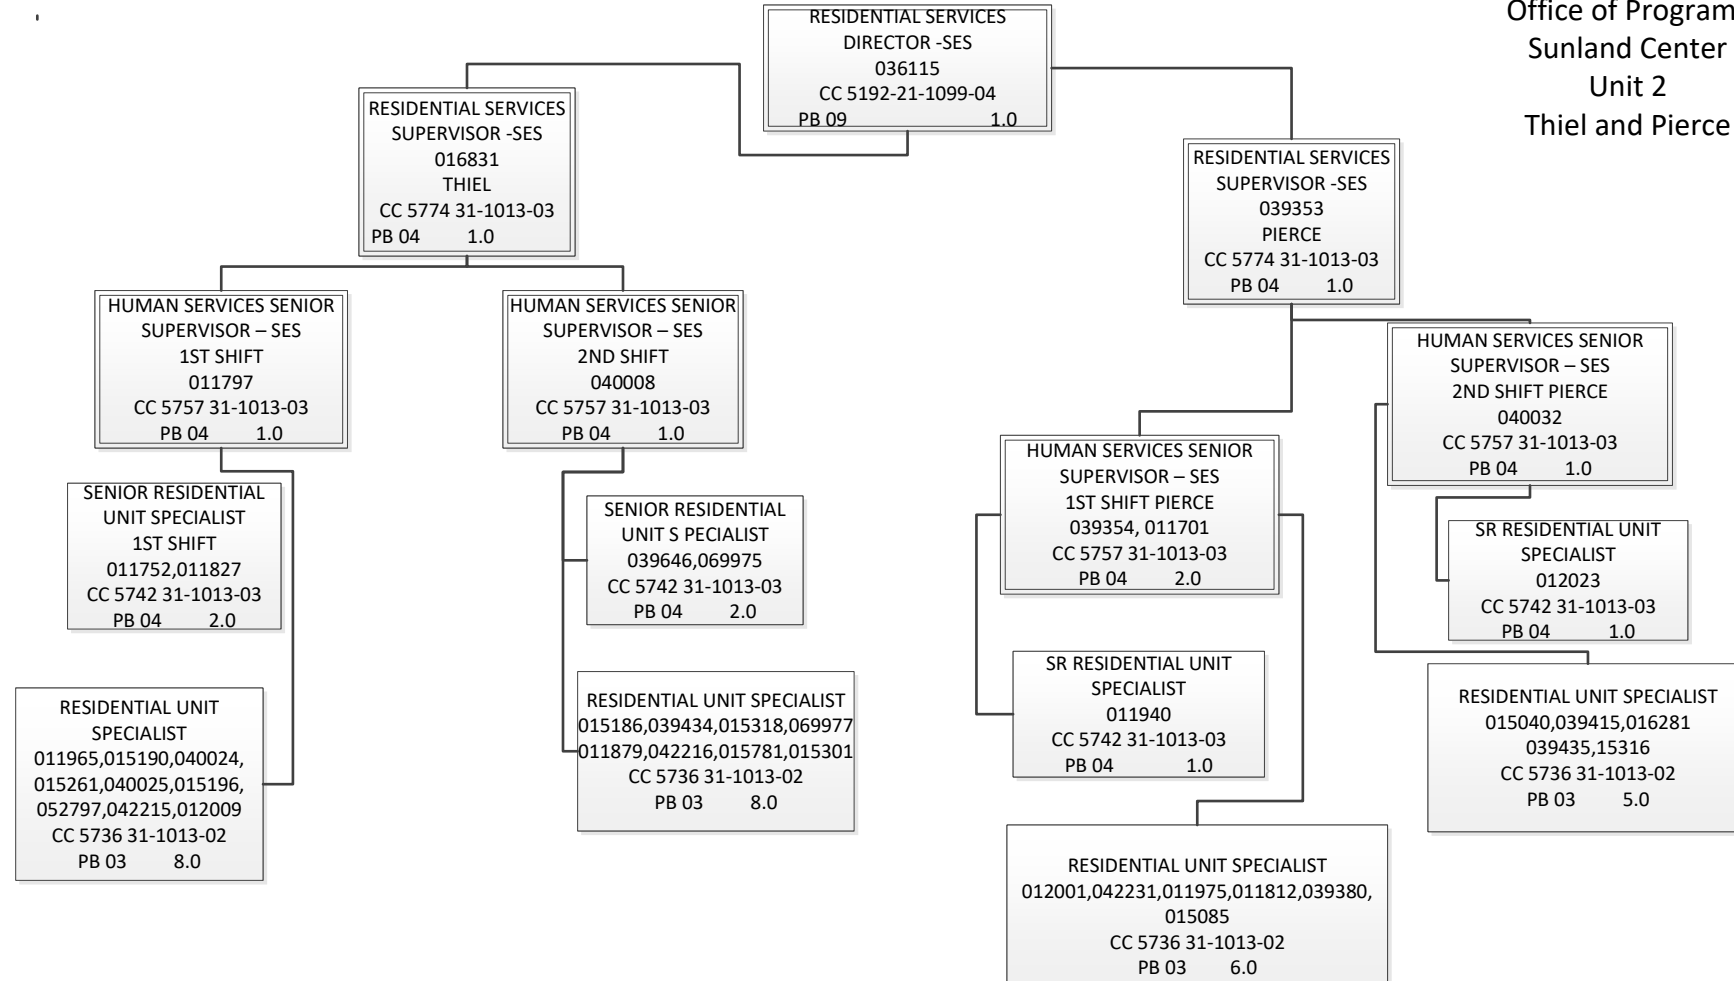 Office of Program
Sunland Center
Unit 2
Thiel and Pierce
RESIDENTIAL SERVICES
DIRECTOR -SES
036115
CC 5192-21-1099-04
PB 09 1.0
RESIDENTIAL SERVICES
SUPERVISOR -SES
016831
THIEL
CC 5774 31-1013-03
PB 04 1.0
RESIDENTIAL SERVICES
SUPERVISOR -SES
039353
PIERCE
CC 5774 31-1013-03
PB 04 1.0
HUMAN SERVICES SENIOR
SUPERVISOR – SES
1ST SHIFT
011797
CC 5757 31-1013-03
PB 04 1.0
HUMAN SERVICES SENIOR
SUPERVISOR – SES
2ND SHIFT
040008
CC 5757 31-1013-03
PB 04 1.0
HUMAN SERVICES SENIOR
SUPERVISOR – SES
2ND SHIFT PIERCE
040032
CC 5757 31-1013-03
PB 04 1.0
HUMAN SERVICES SENIOR
SUPERVISOR – SES
1ST SHIFT PIERCE
039354, 011701
CC 5757 31-1013-03
PB 04 2.0
SENIOR RESIDENTIAL
UNIT SPECIALIST
1ST SHIFT
011752,011827
CC 5742 31-1013-03
PB 04 2.0
SENIOR RESIDENTIAL
UNIT S PECIALIST
039646,069975
CC 5742 31-1013-03
PB 04 2.0
SR RESIDENTIAL UNIT
SPECIALIST
012023
CC 5742 31-1013-03
PB 04 1.0
SR RESIDENTIAL UNIT
SPECIALIST
011940
CC 5742 31-1013-03
PB 04 1.0
RESIDENTIAL UNIT
SPECIALIST
011965,015190,040024,
015261,040025,015196,
052797,042215,012009
CC 5736 31-1013-02
PB 03 8.0
RESIDENTIAL UNIT SPECIALIST
015186,039434,015318,069977
011879,042216,015781,015301
CC 5736 31-1013-02
PB 03 8.0
RESIDENTIAL UNIT SPECIALIST
015040,039415,016281
039435,15316
CC 5736 31-1013-02
PB 03 5.0
RESIDENTIAL UNIT SPECIALIST
012001,042231,011975,011812,039380,
015085
CC 5736 31-1013-02
PB 03 6.0